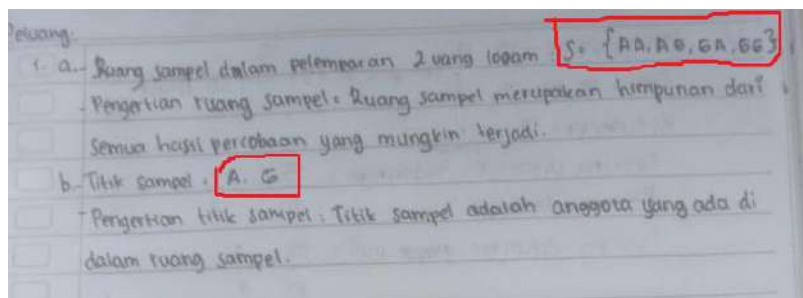 Peluang.
1. a. - Ruang sampel dalam pelemparan 2 uang logam : S = {AA, AG, GA, GG}
- Pengertian ruang sampel = Ruang sampel merupakan himpunan dari
semua hasil percobaan yang mungkin terjadi.
b. - Titik sampel : A. G
- Pengertian titik sampel : Titik sampel adalah anggota yang ada di
dalam ruang sampel.